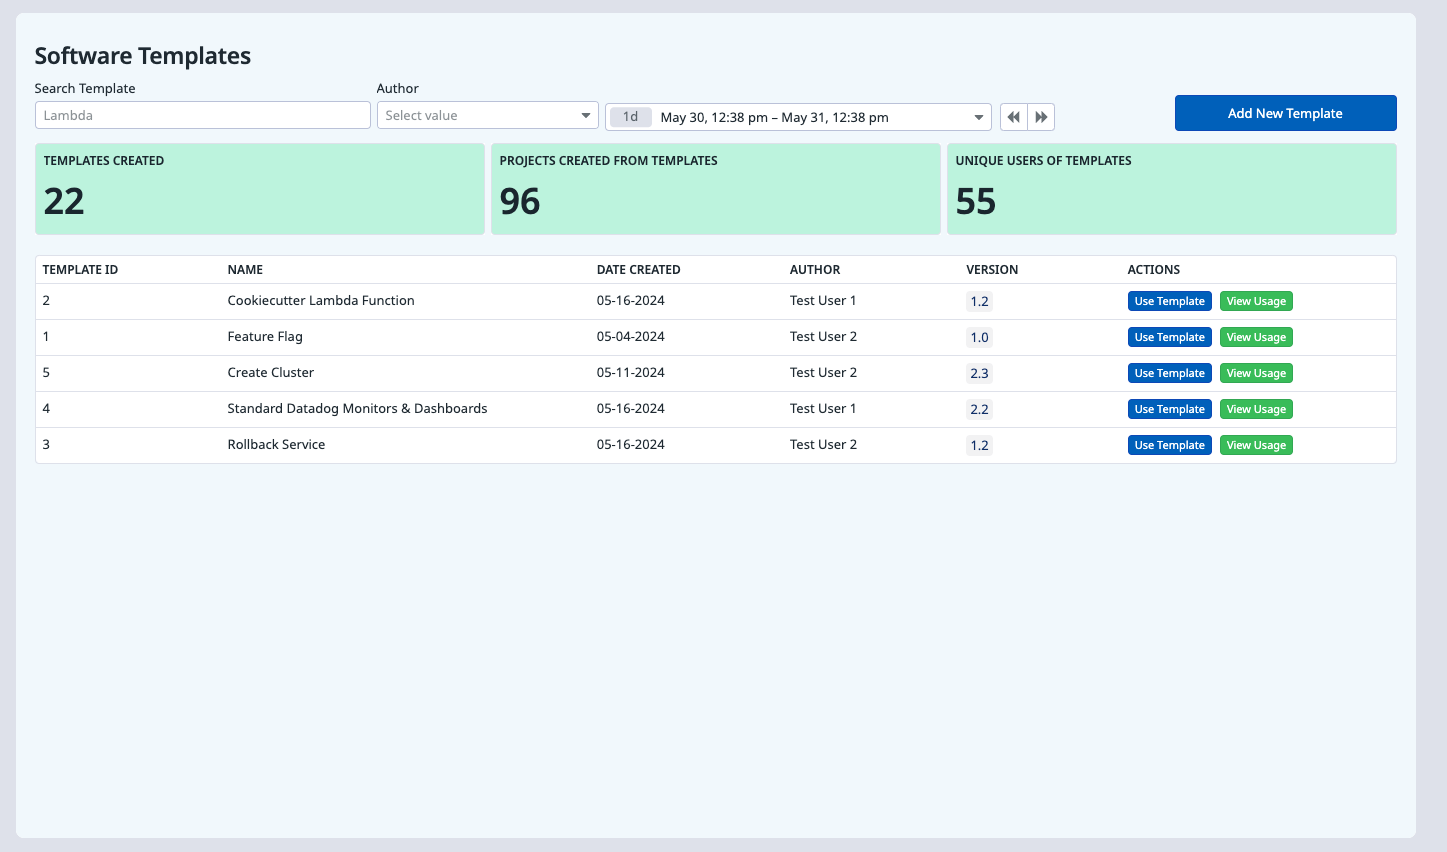 Software Templates
Search Template
Author
Lambda
Select value
1d May 30, 12:38 pm – May 31, 12:38 pm
Add New Template
TEMPLATES CREATED
22
PROJECTS CREATED FROM TEMPLATES
96
UNIQUE USERS OF TEMPLATES
55
TEMPLATE ID NAME DATE CREATED AUTHOR VERSION ACTIONS
2 Cookiecutter Lambda Function 05-16-2024 Test User 1 1.2 Use Template View Usage
1 Feature Flag 05-04-2024 Test User 2 1.0 Use Template View Usage
5 Create Cluster 05-11-2024 Test User 2 2.3 Use Template View Usage
4 Standard Datadog Monitors & Dashboards 05-16-2024 Test User 1 2.2 Use Template View Usage
3 Rollback Service 05-16-2024 Test User 2 1.2 Use Template View Usage